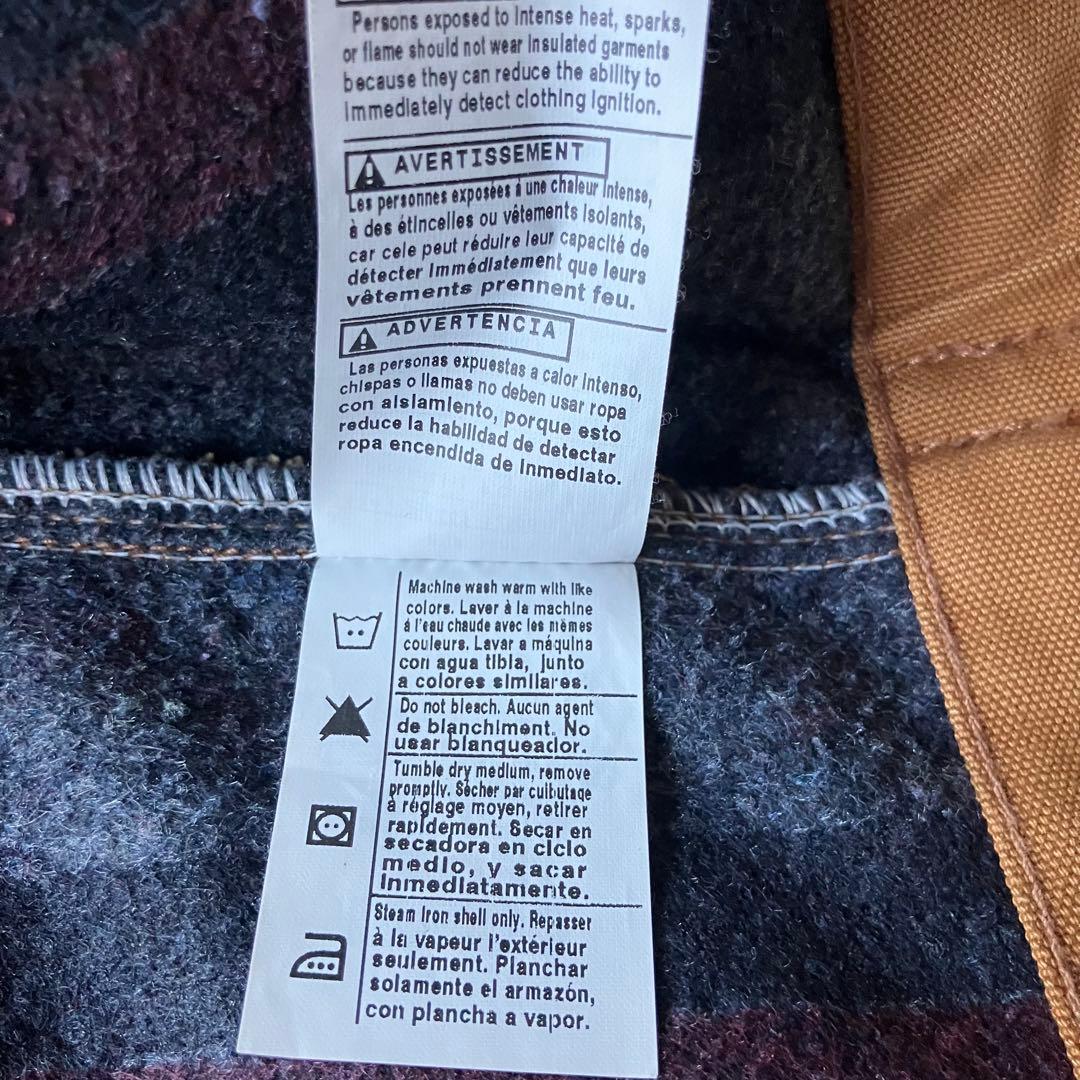 Persons exposed to intense heat, sparks,
or flame should not wear insulated garments
because they can reduce the ability to
immediately detect clothing ignition.
AVERTISSEMENT
Les personnes exposées à une chaleur intense,
à des étincelles ou vêtements isolants,
car cele peut réduire leur capacité de
détecter immédiatement que leurs
vêtements prennent feu.
ADVERTENCIA
Las personas expuestas a calor intenso,
chispas o llamas no deben usar ropa
con aislamiento, porque esto
reduce la habilidad de detectar
ropa encendida de inmediato.
Machine wash warm with like
colors. Laver à la machine
à l'eau chaude avec les mêmes
couleurs. Lavar a máquina
con agua tibia, junto
a colores similares.
Do not bleach. Aucun agent
de blanchiment. No
usar blanqueador.
Tumble dry medium, remove
promptly. Sécher par culbutage
à réglage moyen, retirer
rapidement. Secar en
secadora en ciclo
medio, y sacar
inmediatamente.
Steam iron shell only. Repasser
à la vapeur l'extérieur
seulement. Planchar
solamente el armazón,
con plancha a vapor.